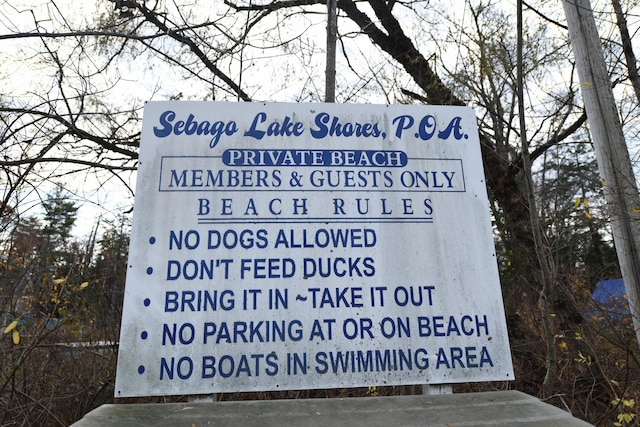 Sebago Lake Shores, P.O.A.
PRIVATE BEACH
MEMBERS & GUESTS ONLY
BEACH RULES
• NO DOGS ALLOWED
• DON'T FEED DUCKS
• BRING IT IN ~TAKE IT OUT
• NO PARKING AT OR ON BEACH
• NO BOATS IN SWIMMING AREA